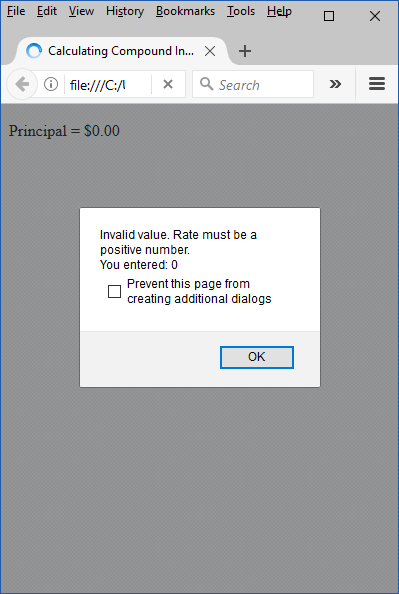 File Edit View History Bookmarks Tools Help
Calculating Compound In...
file:///C:/
Search
Principal = $0.00
Invalid value. Rate must be a
positive number.
You entered: 0
Prevent this page from
creating additional dialogs
OK